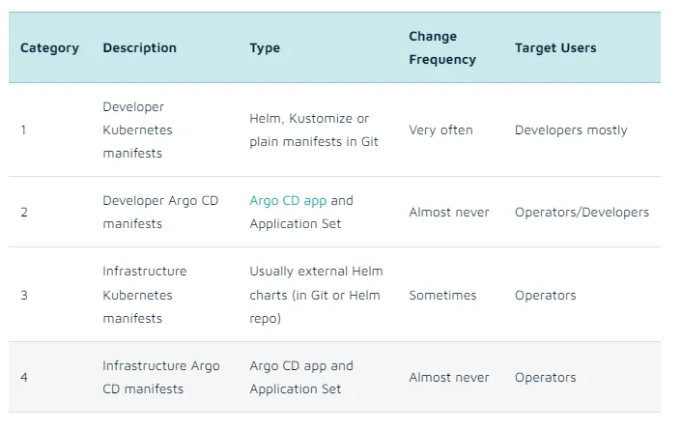 Category Description Type Change Frequency Target Users
1 Developer Kubernetes manifests Helm, Kustomize or plain manifests in Git Very often Developers mostly
2 Developer Argo CD manifests Argo CD app and Application Set Almost never Operators/Developers
3 Infrastructure Kubernetes manifests Usually external Helm charts (in Git or Helm repo) Sometimes Operators
4 Infrastructure Argo CD manifests Argo CD app and Application Set Almost never Operators